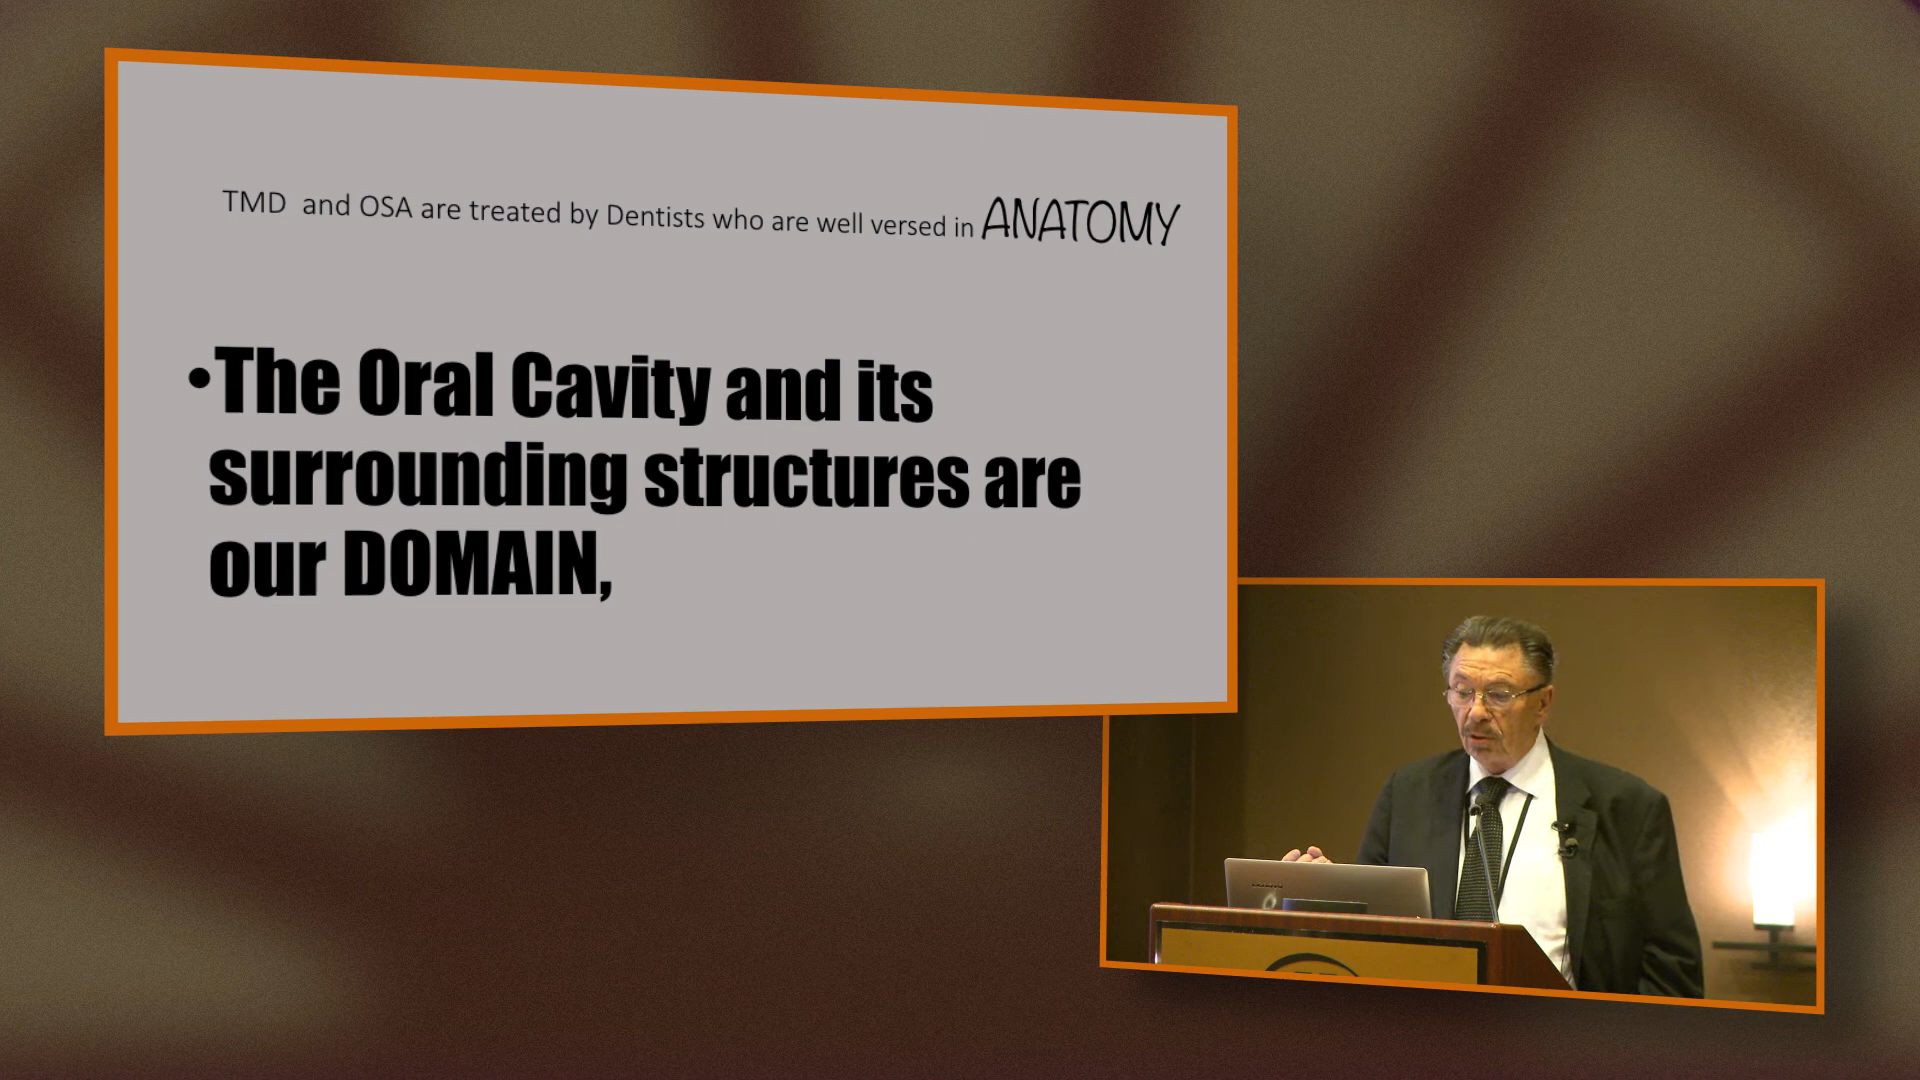 TMD and OSA are treated by Dentists who are well versed in ANATOMY
•The Oral Cavity and its
surrounding structures are
our DOMAIN,